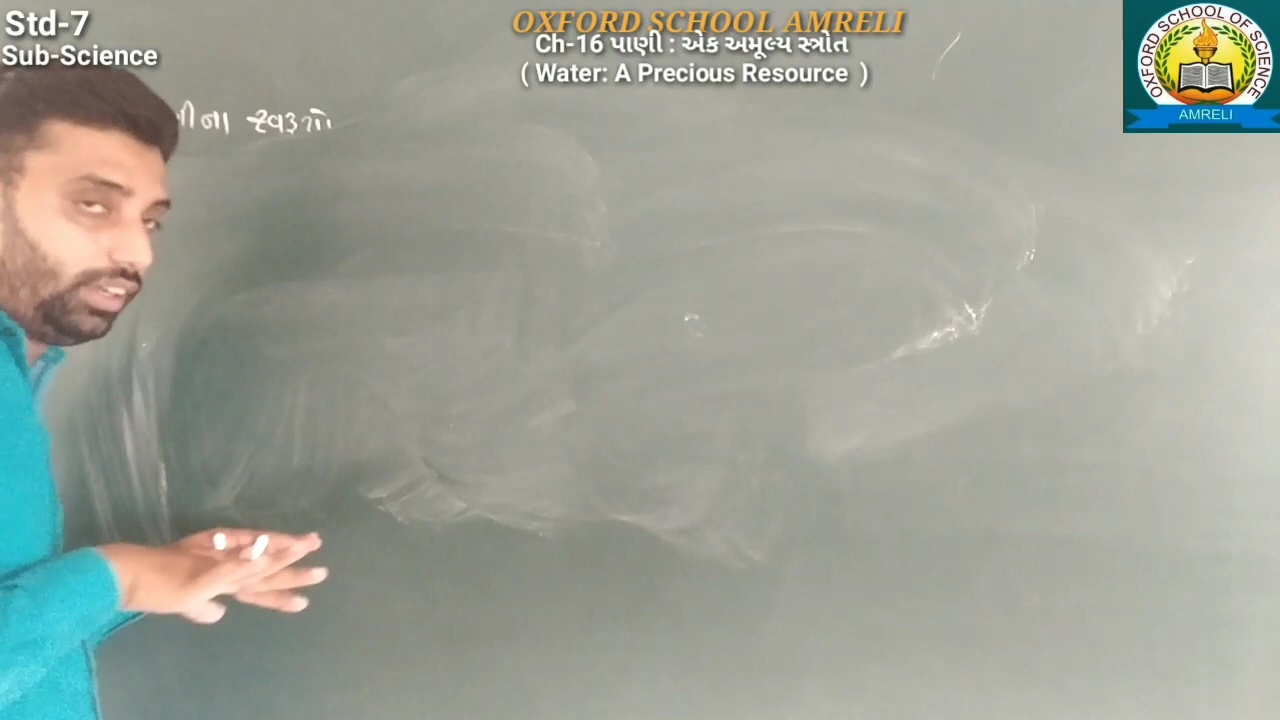 Std-7
Sub-Science
OXFORD SCHOOL AMRELI
Ch-16 પાણી : એક અમૂલ્ય સ્ત્રોત
( Water: A Precious Resource )
OXFORD SCHOOL OF SCIENCE
AMRELI
સ્વરૂપો